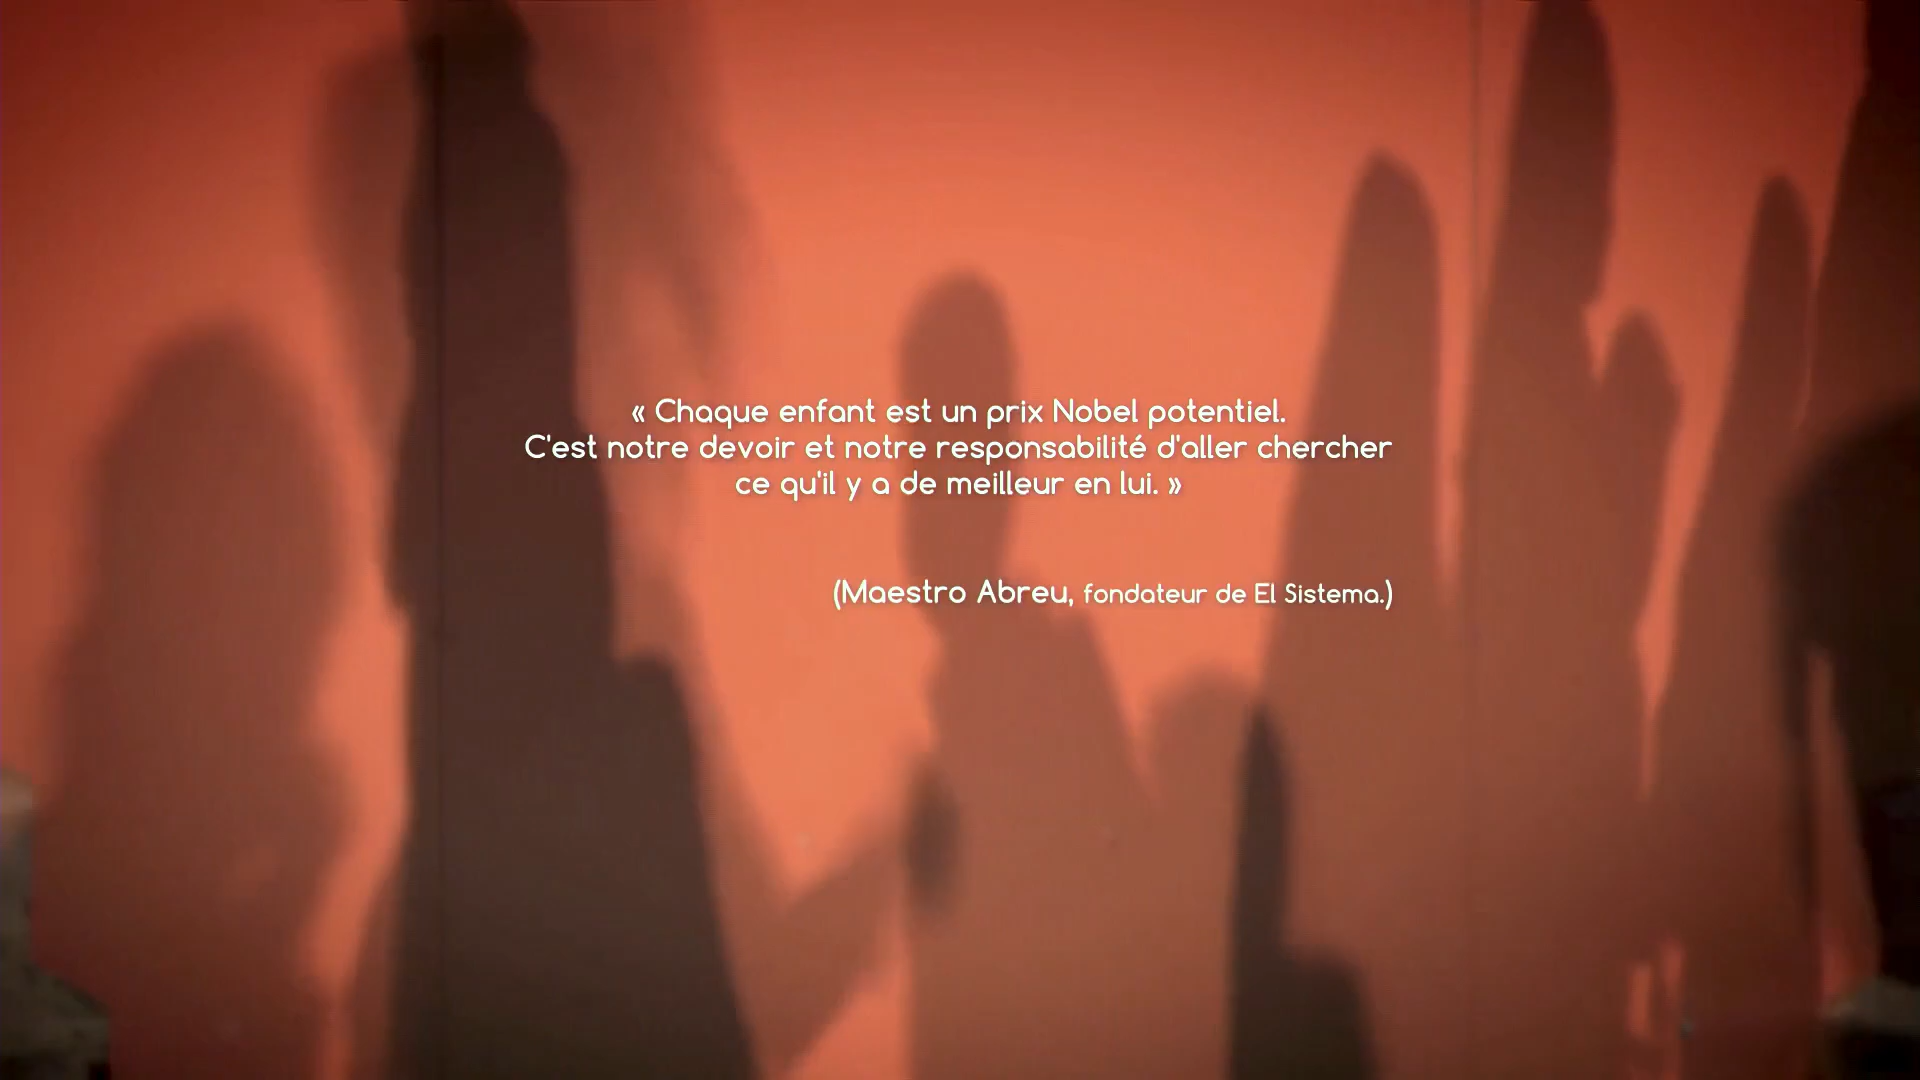 « Chaque enfant est un prix Nobel potentiel.
C'est notre devoir et notre responsabilité d'aller chercher
ce qu'il y a de meilleur en lui. »
(Maestro Abreu, fondateur de El Sistema.)